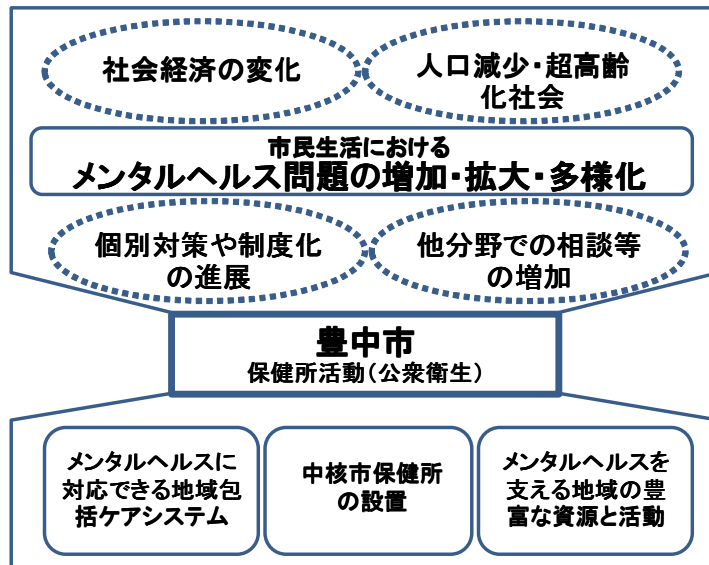 社会経済の変化
人口減少・超高齢
化社会
市民生活における
メンタルヘルス問題の増加・拡大・多様化
個別対策や制度化
の進展
他分野での相談等
の増加
豊中市
保健所活動（公衆衛生）
メンタルヘルスに
対応できる地域包
括ケアシステム
中核市保健所
の設置
メンタルヘルスを
支える地域の豊
富な資源と活動